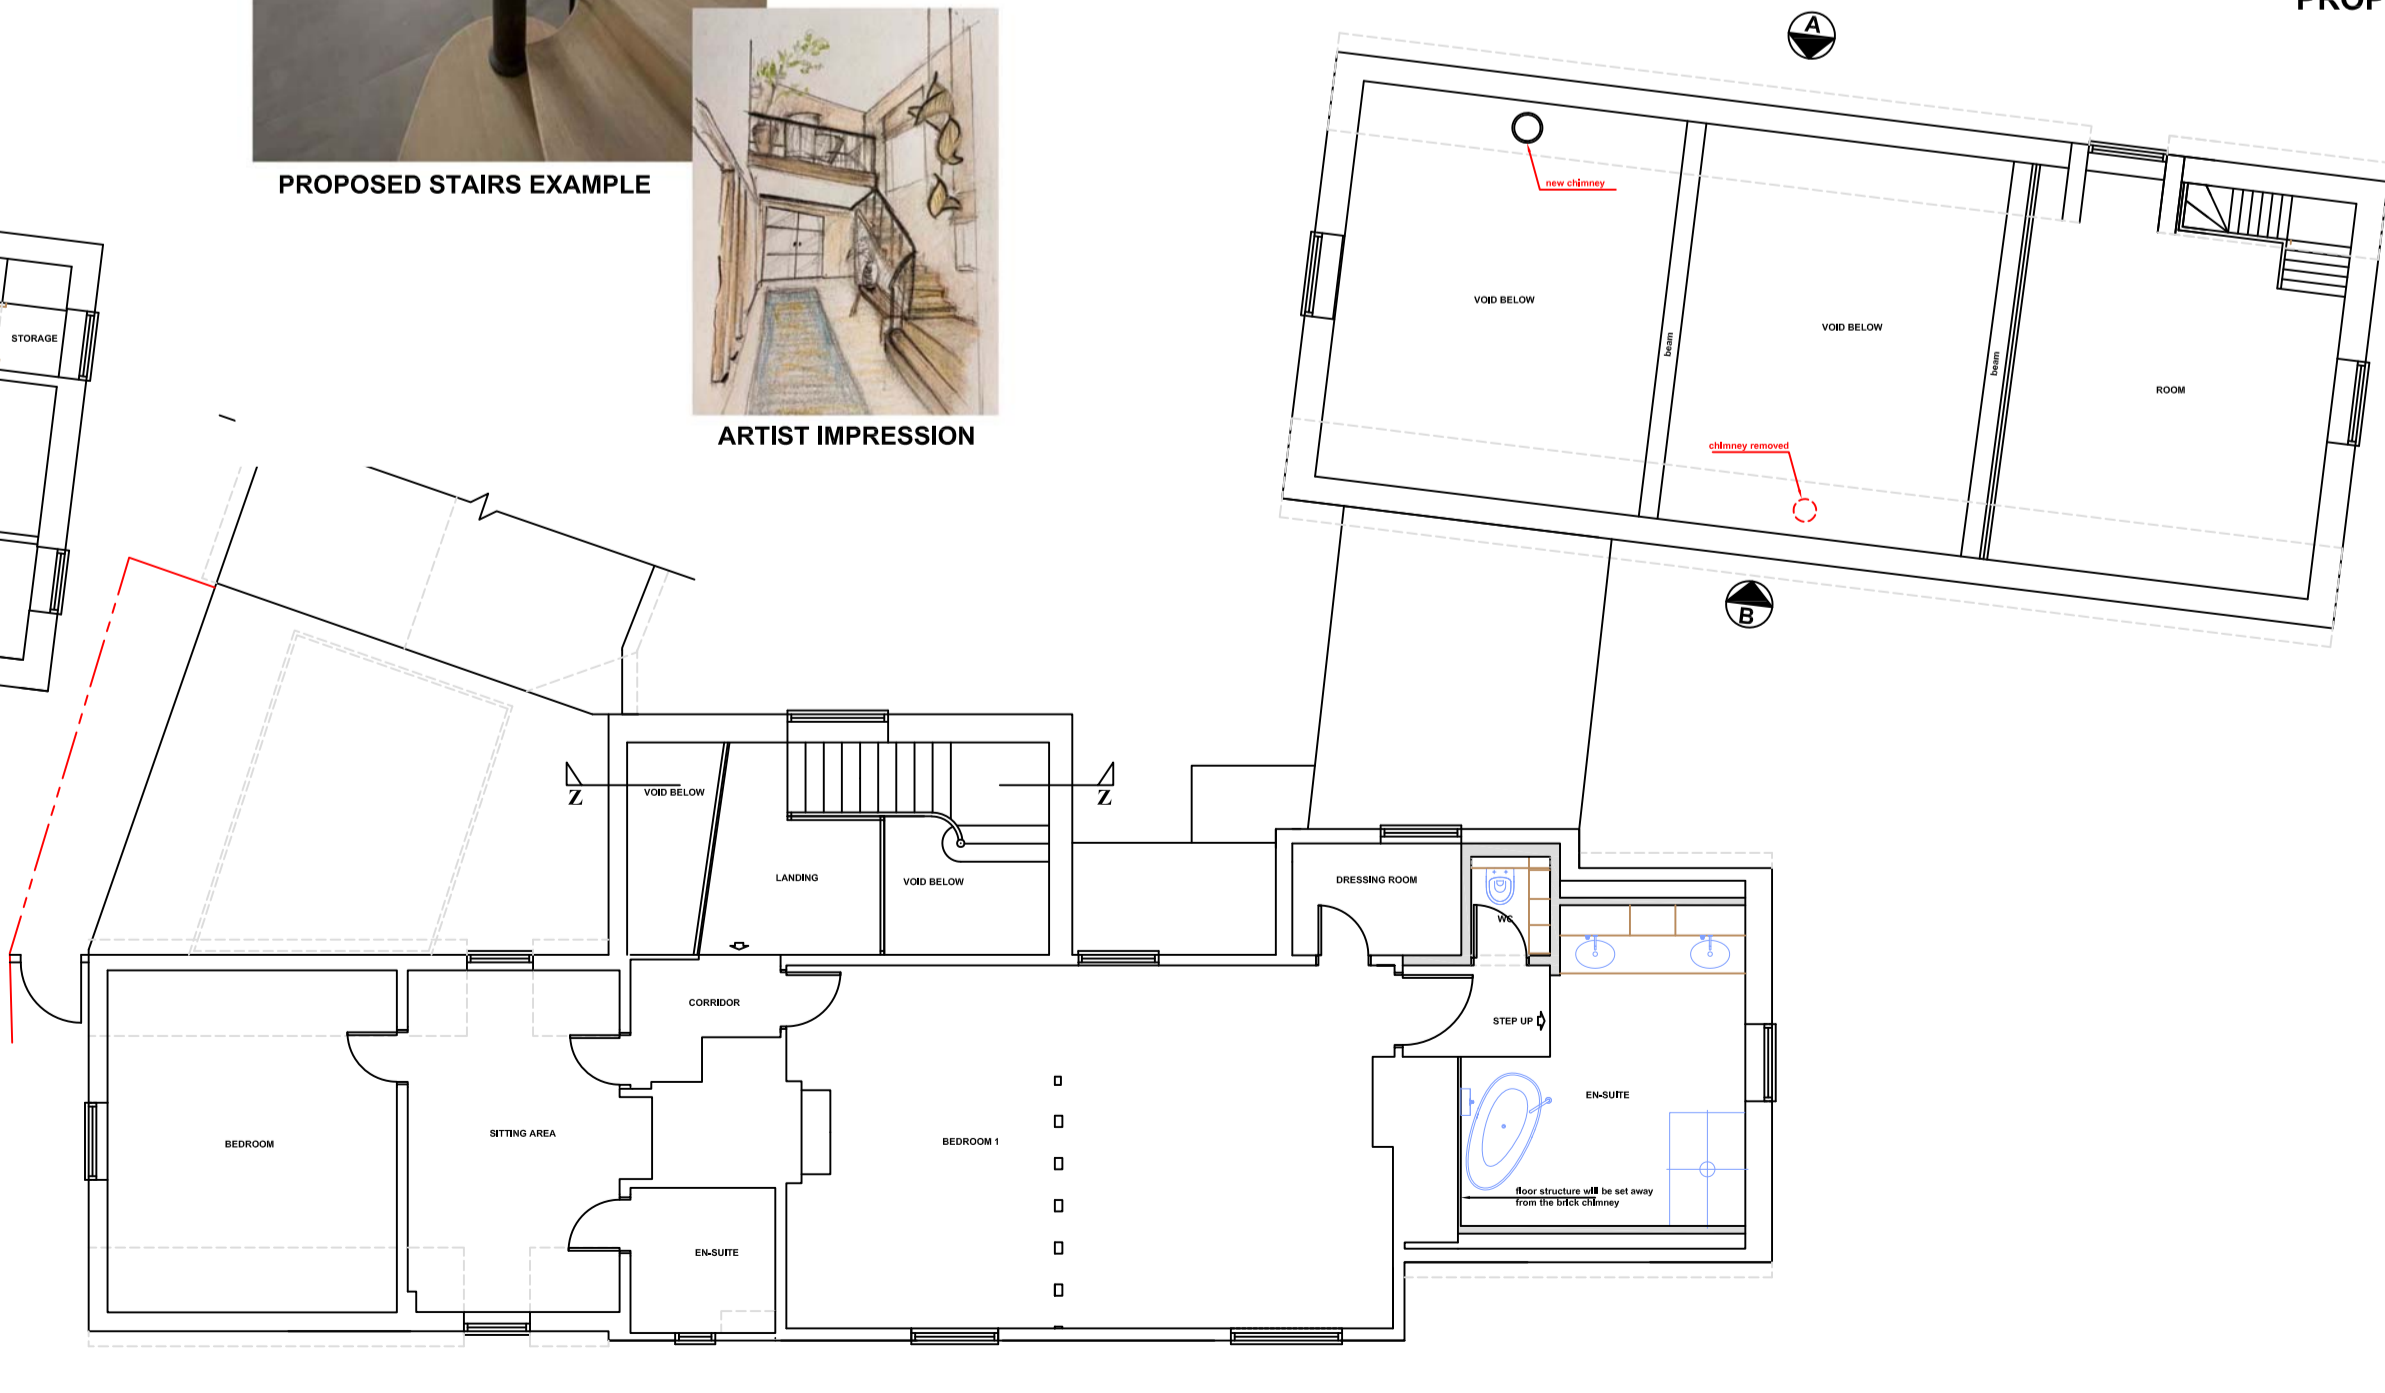 A
PROPOSED STAIRS EXAMPLE
new chimney
VOID BELOW
VOID BELOW
STORAGE
beam
beam
ROOM
ARTIST IMPRESSION
chimney removed
B
Z
Z
VOID BELOW
LANDING
VOID BELOW
DRESSING ROOM
WC
CORRIDOR
STEP UP
EN-SUITE
BEDROOM
SITTING AREA
BEDROOM 1
floor structure will be set away
from the brick chimney
EN-SUITE